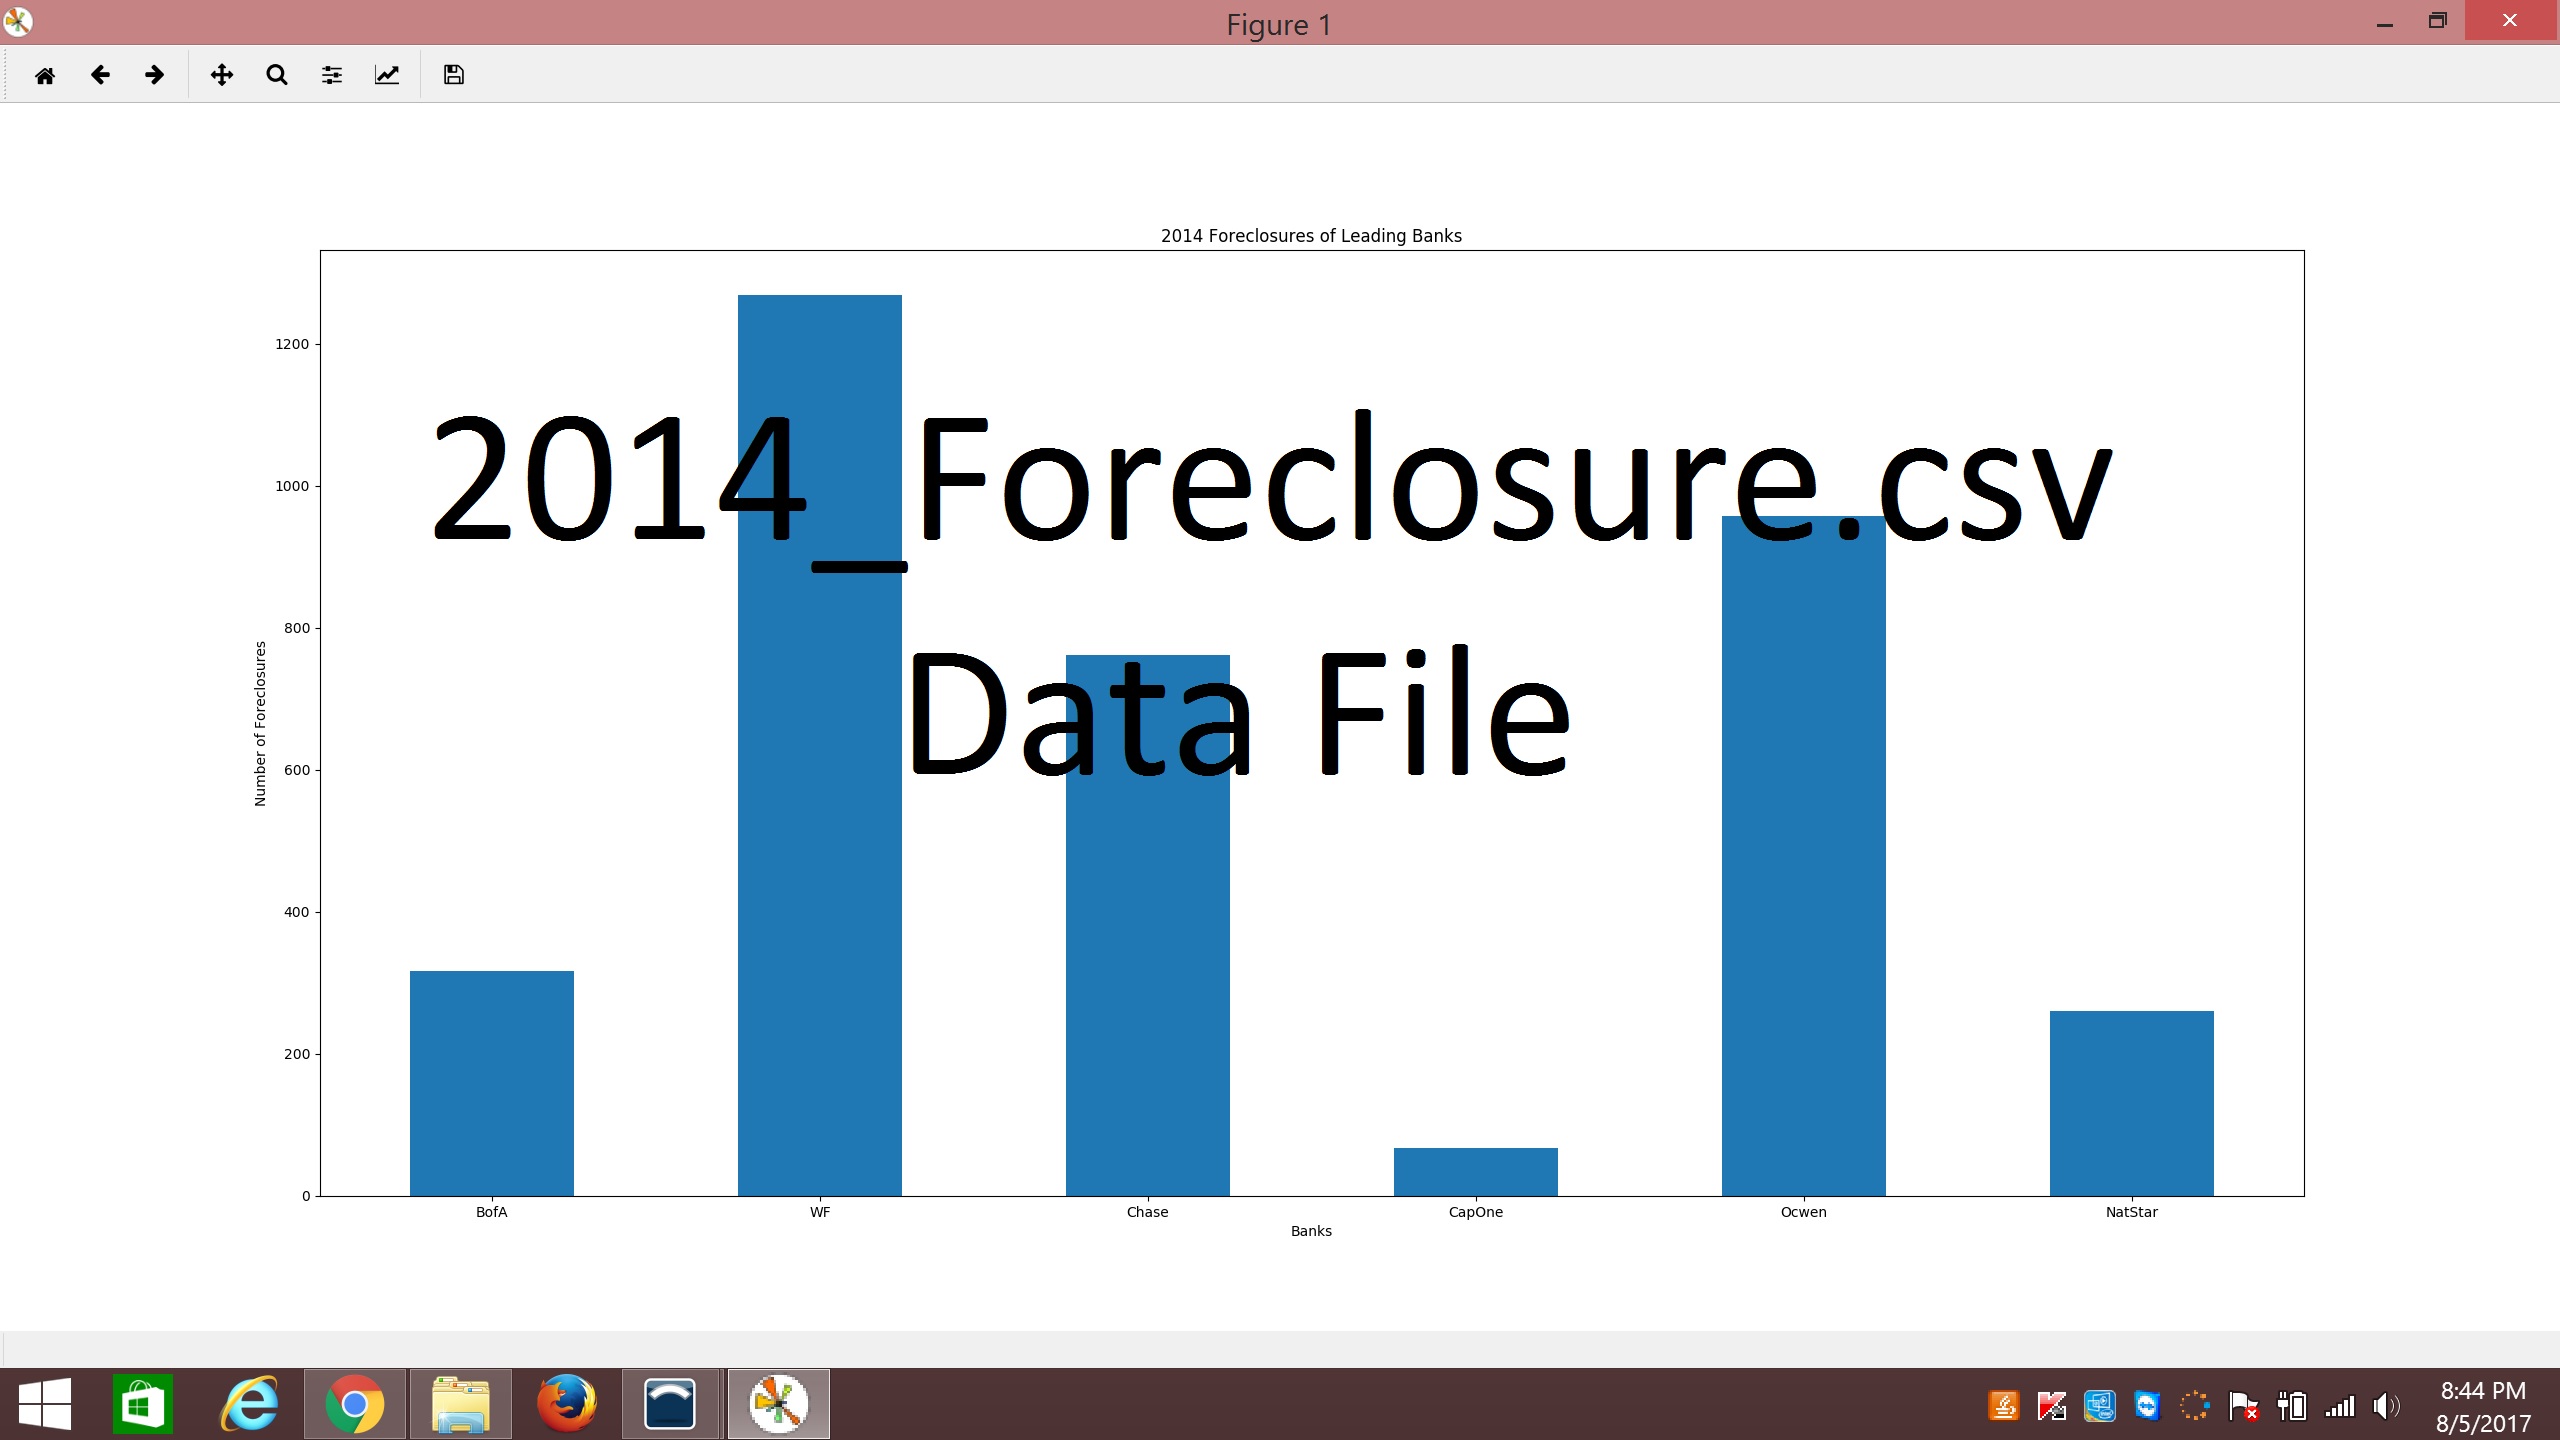 Figure 1
2014 Foreclosures of Leading Banks
1200
1000
800
600
400
200
0
Number of Foreclosures
2014_Foreclosure.csv
Data File
BofA WF Chase CapOne Ocwen NatStar
Banks
8:44 PM
8/5/2017